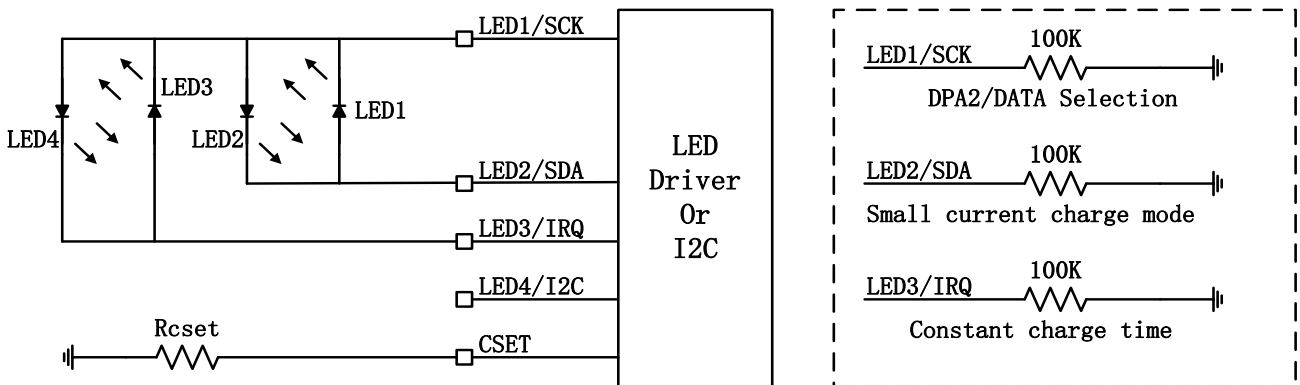 LED1/SCK
LED3
LED1
LED4
LED2
LED2/SDA
LED3/IRQ
LED4/I2C
Rcset
CSET
LED
Driver
Or
I2C
100K
LED1/SCK
DPA2/DATA Selection
100K
LED2/SDA
Small current charge mode
100K
LED3/IRQ
Constant charge time